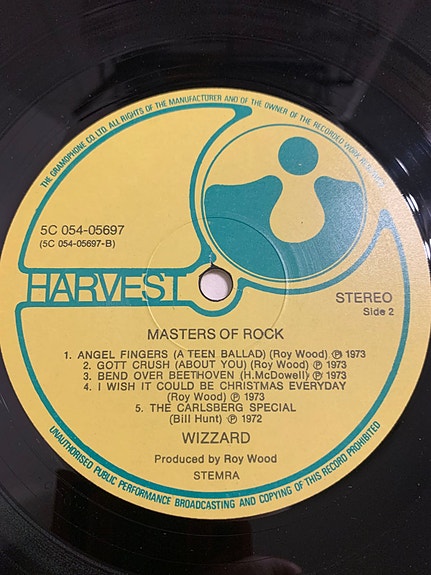 THE GRAMOPHONE CO. LTD. ALL RIGHTS OF THE MANUFACTURER AND OF THE OWNER OF THE RECORDED WORK RESERVED
5C 054-05697
(5C 054-05697-B)
HARVEST
STEREO
Side 2
MASTERS OF ROCK
1. ANGEL FINGERS (A TEEN BALLAD) (Roy Wood) ℗ 1973
2. GOTT CRUSH (ABOUT YOU) (Roy Wood) ℗ 1973
3. BEND OVER BEETHOVEN (H.McDowell) ℗ 1973
4. I WISH IT COULD BE CHRISTMAS EVERYDAY
(Roy Wood) ℗ 1973
5. THE CARLSBERG SPECIAL
(Bill Hunt) ℗ 1972
WIZZARD
Produced by Roy Wood
STEMRA
UNAUTHORISED PUBLIC PERFORMANCE BROADCASTING AND COPYING OF THIS RECORD PROHIBITED